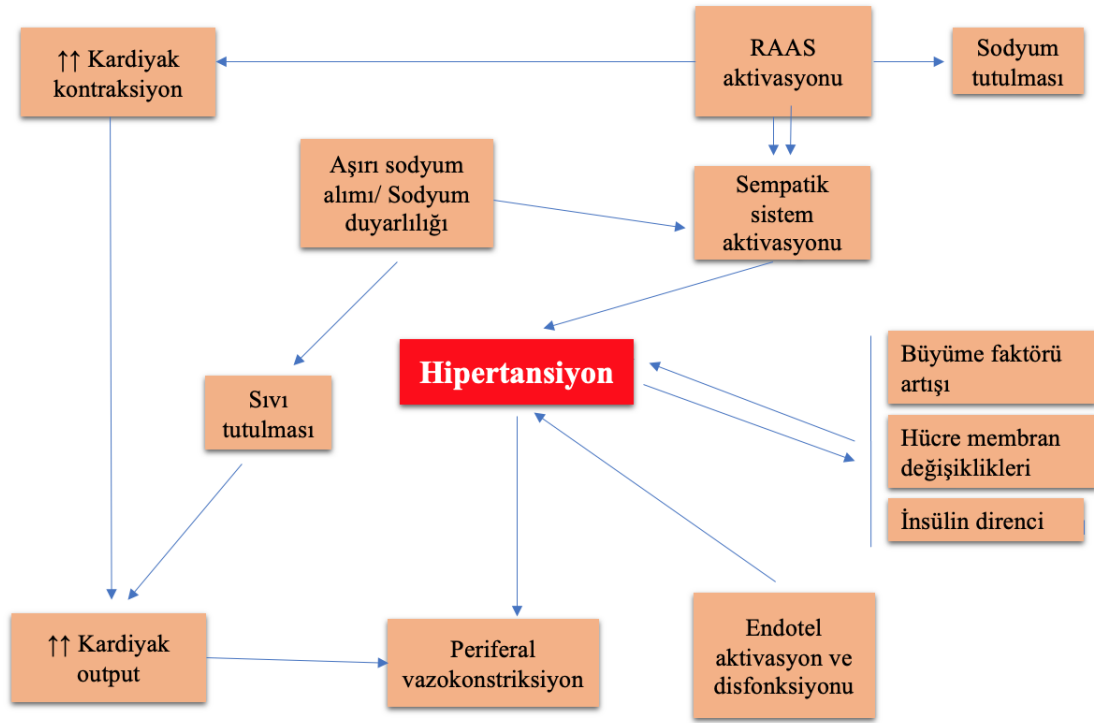 ↑↑ Kardiyak
kontraksiyon
RAAS
aktivasyonu
Sodyum
tutulması
Aşırı sodyum
alımı/ Sodyum
duyarlılığı
Sempatik
sistem
aktivasyonu
Hipertansiyon
Büyüme faktörü
artışı
Hücre membran
değişiklikleri
İnsülin direnci
Sıvı
tutulması
↑↑ Kardiyak
output
Periferal
vazokonstriksiyon
Endotel
aktivasyon ve
disfonksiyonu